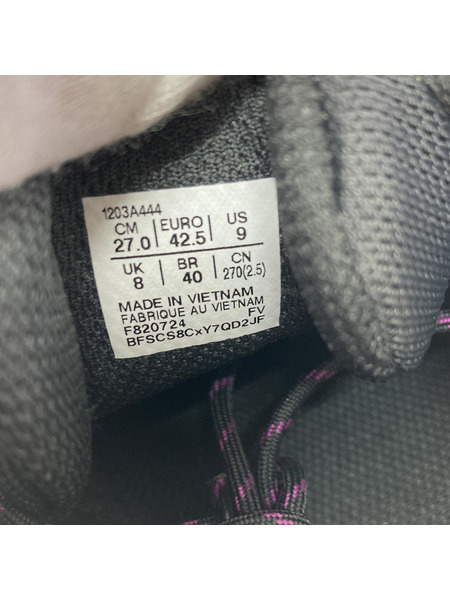 1203A444
CM EURO US
27.0 42.5 9
UK BR CN
8 40 270(2.5)
MADE IN VIETNAM
FABRIQUE AU VIETNAM
F820724 FV
BFSCS8CxY7QD2JF